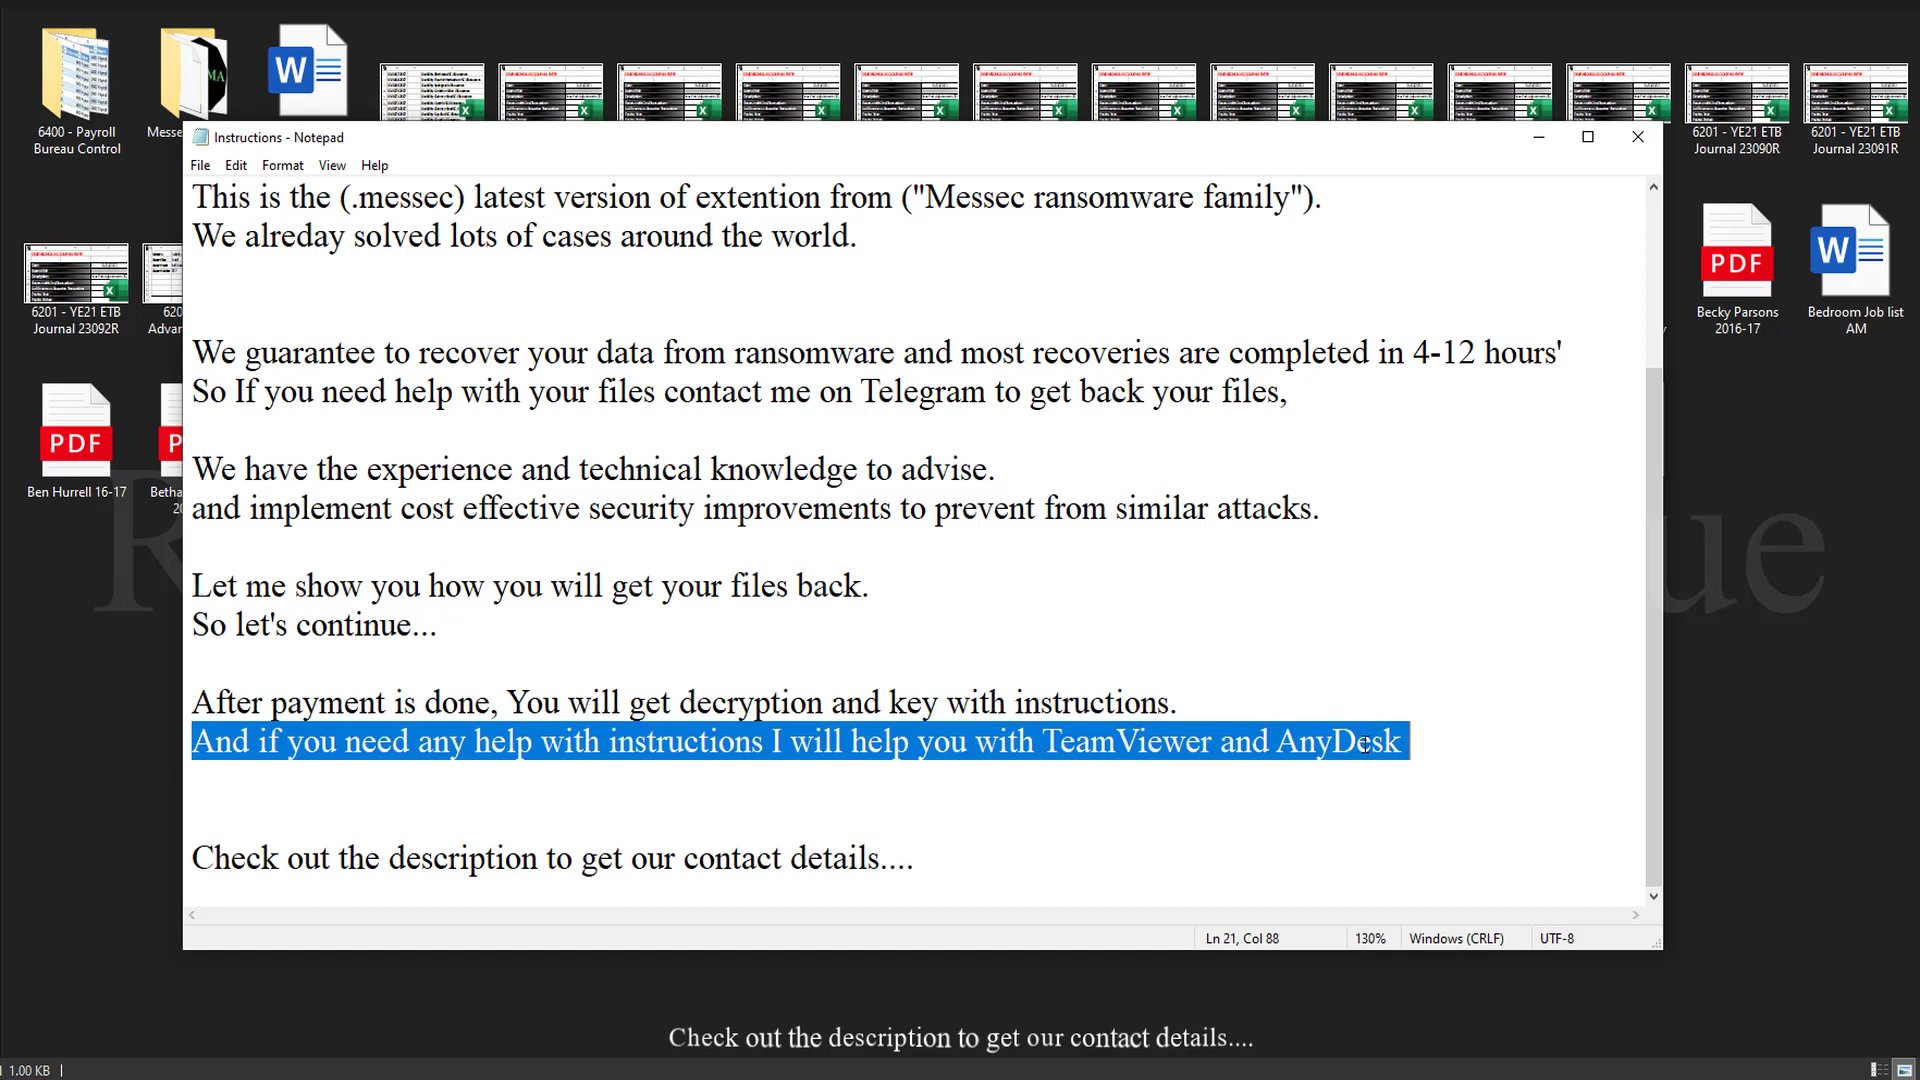 6400 - Payroll
Bureau Control
Messe
6201 - YE21 ETB
Journal 23090R
6201 - YE21 ETB
Journal 23091R
Instructions - Notepad
File Edit Format View Help
This is the (.messec) latest version of extention from ("Messec ransomware family").
We alreday solved lots of cases around the world.
We guarantee to recover your data from ransomware and most recoveries are completed in 4-12 hours'
So If you need help with your files contact me on Telegram to get back your files,
We have the experience and technical knowledge to advise.
and implement cost effective security improvements to prevent from similar attacks.
Let me show you how you will get your files back.
So let's continue...
After payment is done, You will get decryption and key with instructions.
And if you need any help with instructions I will help you with TeamViewer and AnyDesk
Check out the description to get our contact details....
Ln 21, Col 88
130%
Windows (CRLF)
UTF-8
6201 - YE21 ETB
Journal 23092R
620
Advar
PDF
Becky Parsons
2016-17
W
Bedroom Job list
AM
PDF
Ben Hurrell 16-17
P
Betha
20
R
ue
W
MA
Check out the description to get our contact details....
1.00 KB